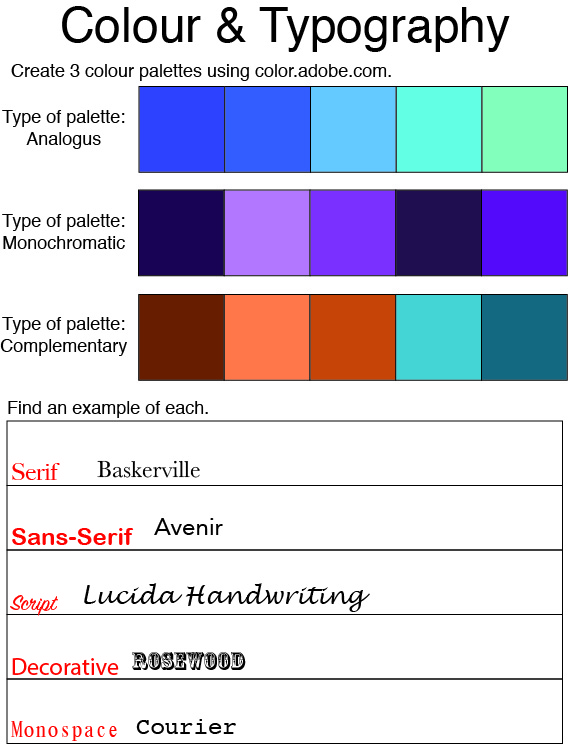 Colour & Typography
Create 3 colour palettes using color.adobe.com.
Type of palette:
Analogus
Type of palette:
Monochromatic
Type of palette:
Complementary
Find an example of each.
Serif Baskerville
Sans-Serif Avenir
Script Lucida Handwriting
Decorative ROSEWOOD
Monospace Courier